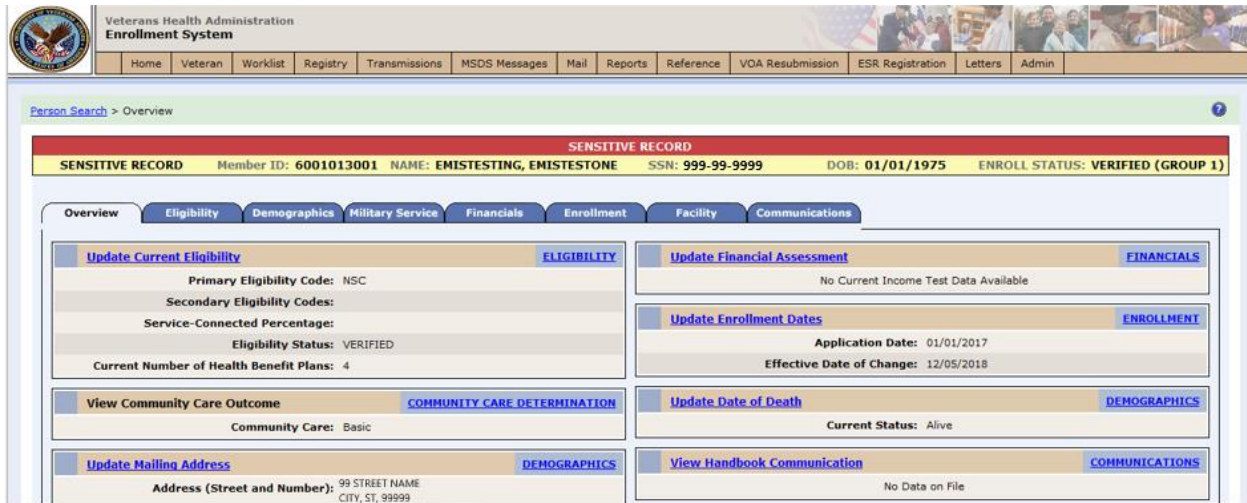 Veterans Health Administration
Enrollment System
Home Veteran Worklist Registry Transmissions MSDS Messages Mail Reports Reference VOA Resubmission ESR Registration Letters Admin
Person Search > Overview
?
SENSITIVE RECORD
SENSITIVE RECORD Member ID: 6001013001 NAME: EMISTESTING, EMISTESTONE SSN: 999-99-9999 DOB: 01/01/1975 ENROLL STATUS: VERIFIED (GROUP 1)
Overview Eligibility Demographics Military Service Financials Enrollment Facility Communications
Update Current Eligibility ELIGIBILITY
Primary Eligibility Code: NSC
Secondary Eligibility Codes:
Service-Connected Percentage:
Eligibility Status: VERIFIED
Current Number of Health Benefit Plans: 4
View Community Care Outcome COMMUNITY CARE DETERMINATION
Community Care: Basic
Update Mailing Address DEMOGRAPHICS
Address (Street and Number): 99 STREET NAME
CITY, ST, 99999
Update Financial Assessment FINANCIALS
No Current Income Test Data Available
Update Enrollment Dates ENROLLMENT
Application Date: 01/01/2017
Effective Date of Change: 12/05/2018
Update Date of Death DEMOGRAPHICS
Current Status: Alive
View Handbook Communication COMMUNICATIONS
No Data on File